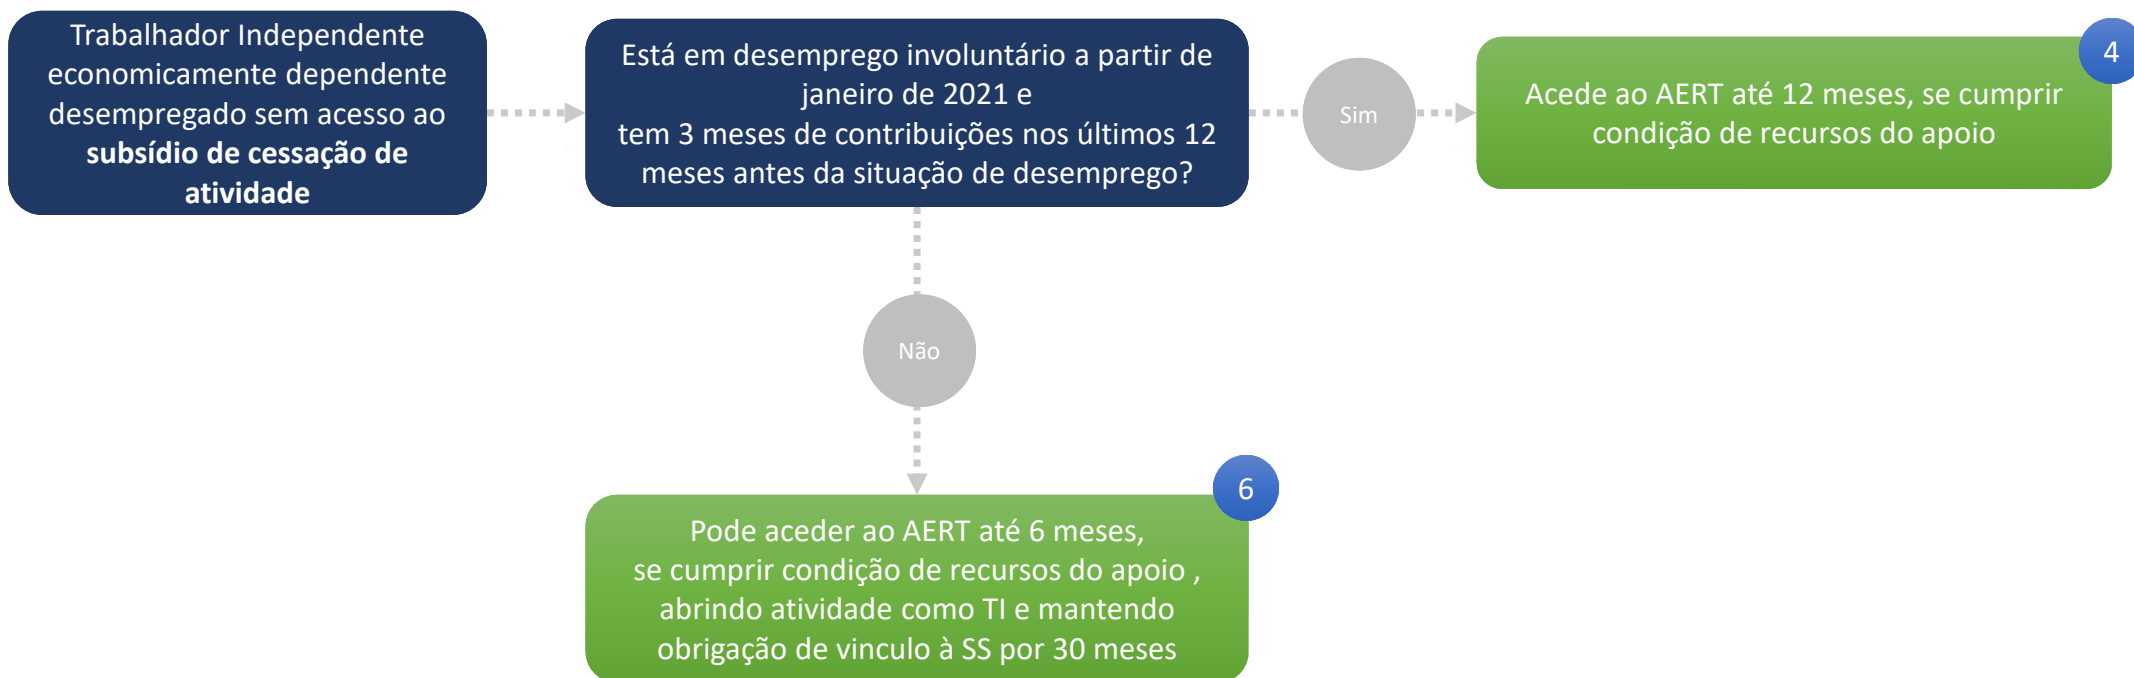 Trabalhador Independente
economicamente dependente
desempregado sem acesso ao
subsídio de cessação de
atividade
Está em desemprego involuntário a partir de
janeiro de 2021 e
tem 3 meses de contribuições nos últimos 12
meses antes da situação de desemprego?
Sim
4
Acede ao AERT até 12 meses, se cumprir
condição de recursos do apoio
Não
6
Pode aceder ao AERT até 6 meses,
se cumprir condição de recursos do apoio ,
abrindo atividade como TI e mantendo
obrigação de vinculo à SS por 30 meses